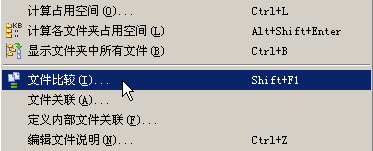 计算占用空间(O)... Ctrl+L
计算各文件夹占用空间(L) Alt+Shift+Enter
显示文件夹中所有文件(B) Ctrl+B
文件比较(I)... Shift+F1
文件关联(A)...
定义内部文件关联(F)...
编辑文件说明(N)... Ctrl+Z